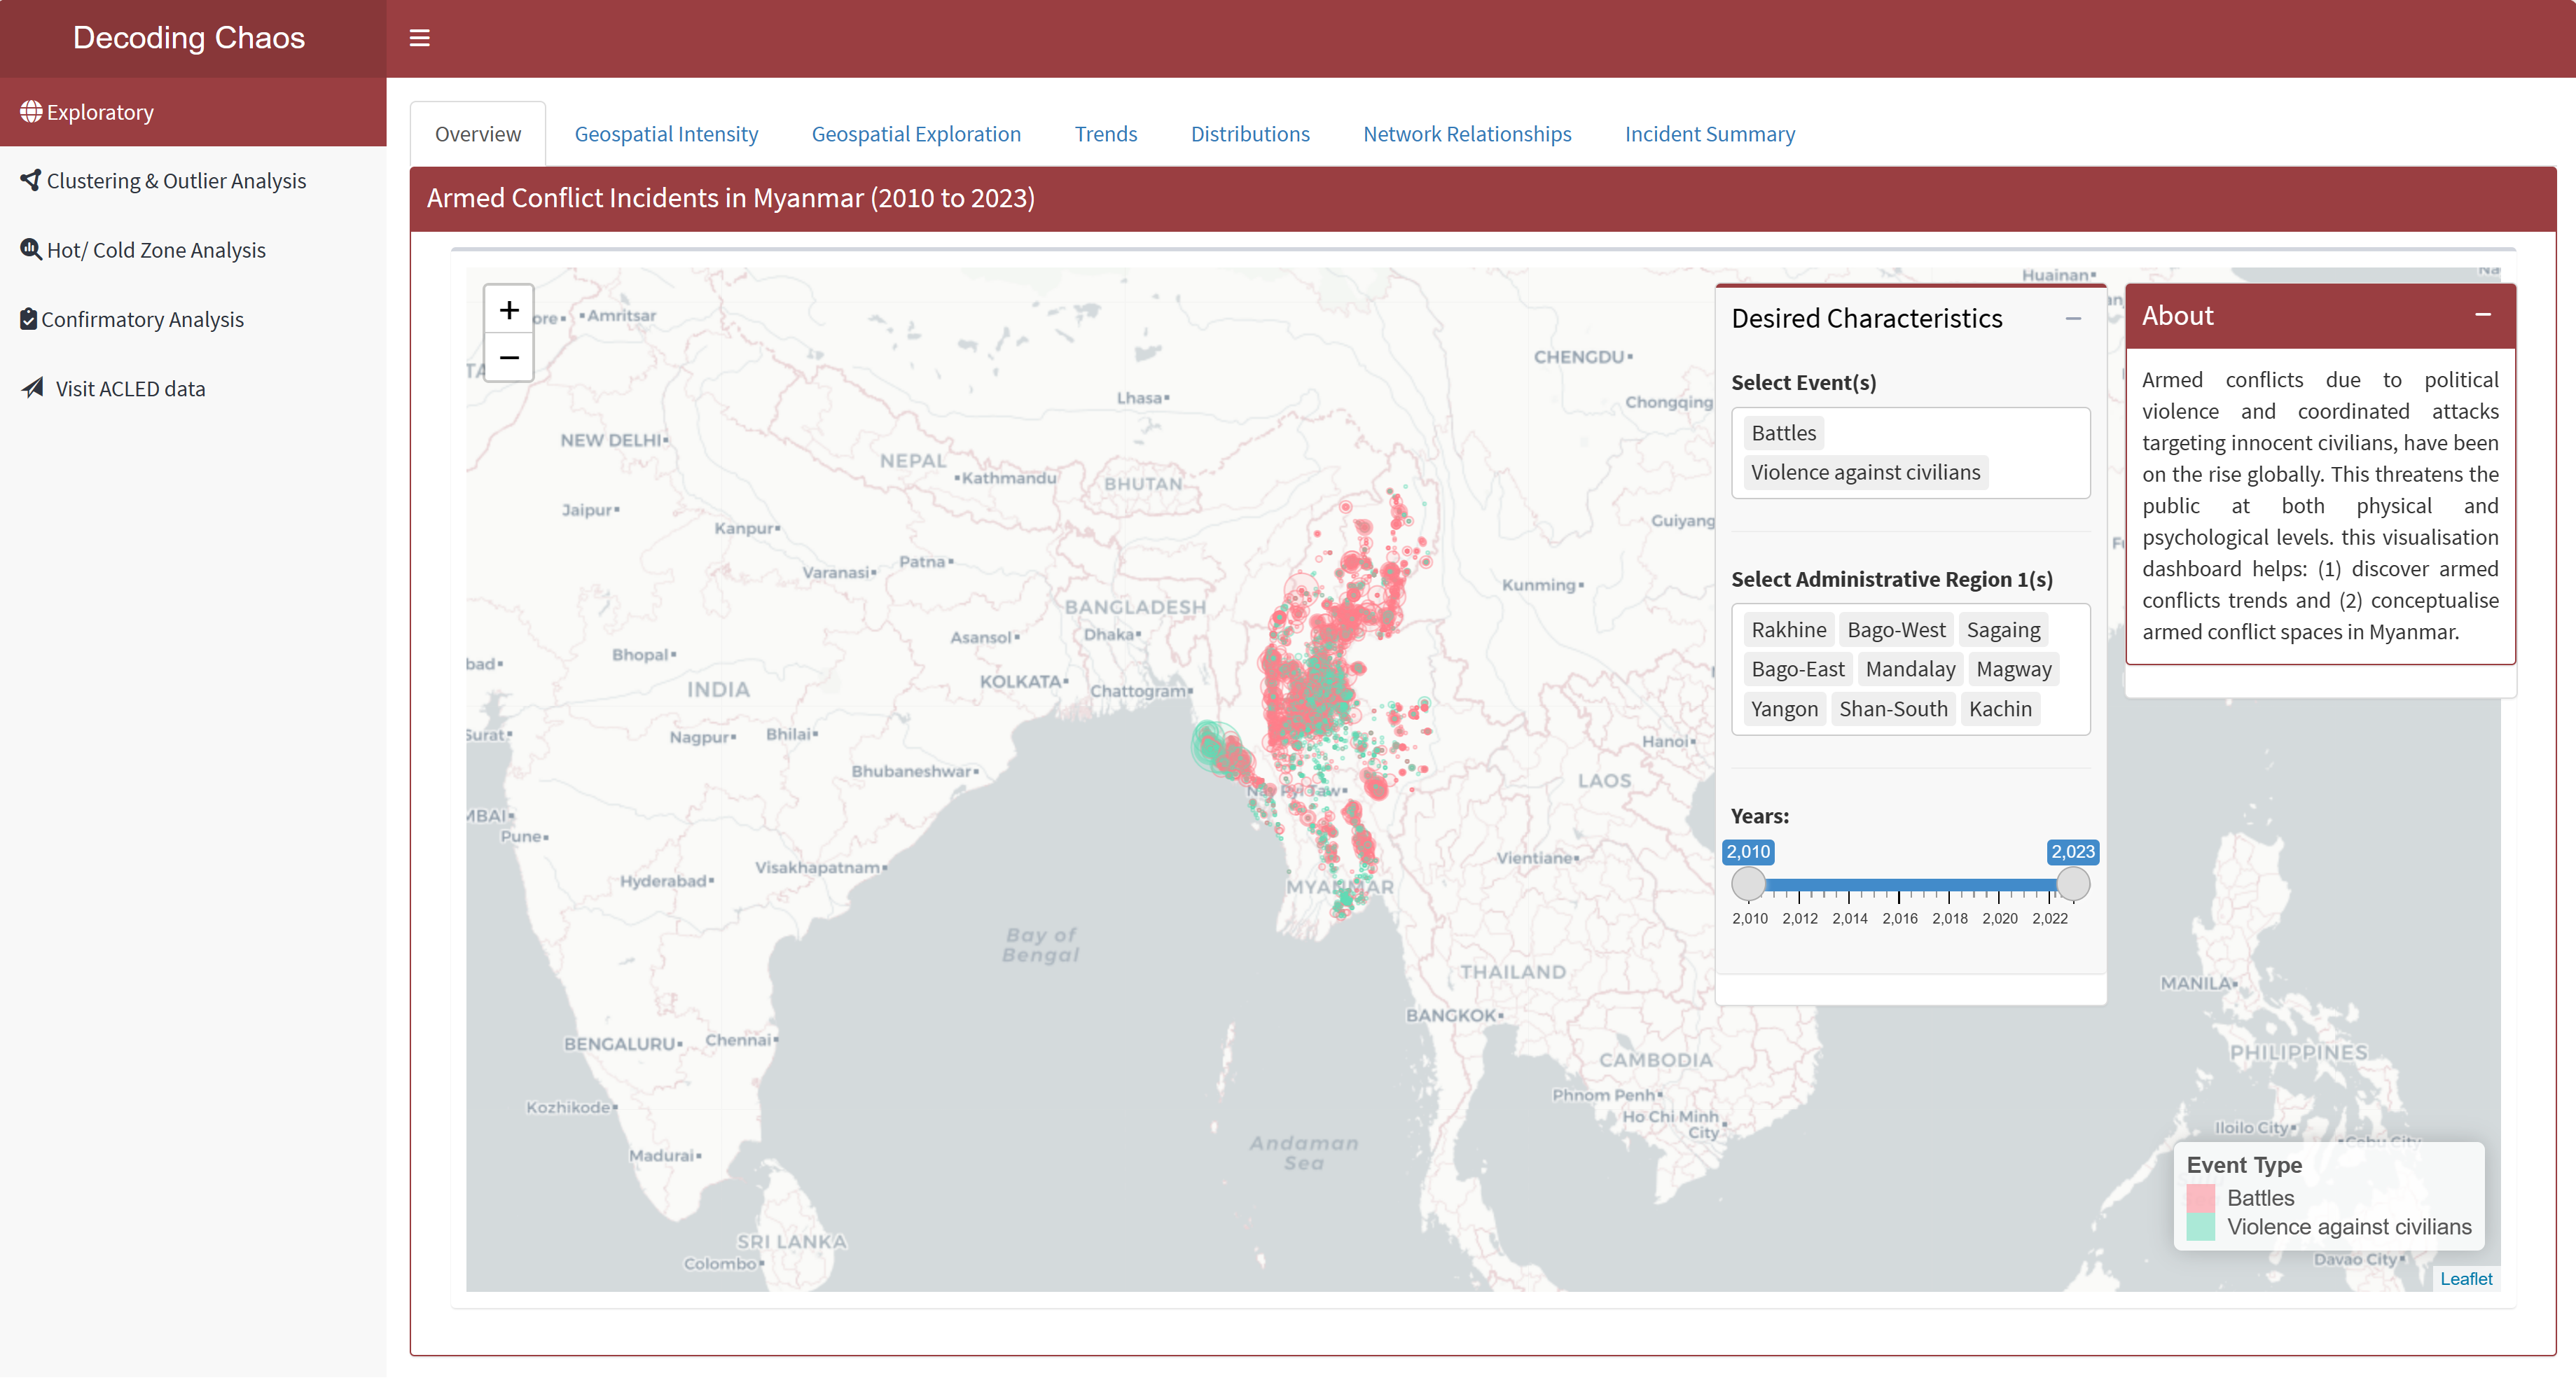 Decoding Chaos
Exploratory
Clustering & Outlier Analysis
Hot/ Cold Zone Analysis
Confirmatory Analysis
Visit ACLED data
Overview
Geospatial Intensity
Geospatial Exploration
Trends
Distributions
Network Relationships
Incident Summary
Armed Conflict Incidents in Myanmar (2010 to 2023)
+
−
ore
Amritsar
Huainan
Na
TA
CHENGDU
Lhasa
Chongqing
NEW DELHI
NEPAL
Kathmandu
BHUTAN
Jaipur
Kanpur
Guiyang
Varanasi
Patna
Kunming
BANGLADESH
Asansol
Dhaka
bad
Bhopal
INDIA
KOLKATA
Chattogram
Surat
Nagpur
Bhilai
Hanoi
Bhubaneshwar
LAOS
Nay Pyi Taw
MBAI
Pune
Vientiane
Visakhapatnam
Hyderabad
MYANMAR
Bay of
Bengal
THAILAND
MANILA
BANGKOK
BENGALURU
Chennai
CAMBODIA
PHILIPPINES
Phnom Penh
Kozhikode
Ho Chi Minh
City
Iloilo City
Cebu City
Andaman
Sea
Madurai
SRI LANKA
Colombo
Davao City
Desired Characteristics
Select Event(s)
Battles
Violence against civilians
Select Administrative Region 1(s)
Rakhine Bago-West Sagaing
Bago-East Mandalay Magway
Yangon Shan-South Kachin
Years:
2,010 2,023
2,010 2,012 2,014 2,016 2,018 2,020 2,022
About
Armed conflicts due to political
violence and coordinated attacks
targeting innocent civilians, have been
on the rise globally. This threatens the
public at both physical and
psychological levels. this visualisation
dashboard helps: (1) discover armed
conflicts trends and (2) conceptualise
armed conflict spaces in Myanmar.
Event Type
Battles
Violence against civilians
Leaflet